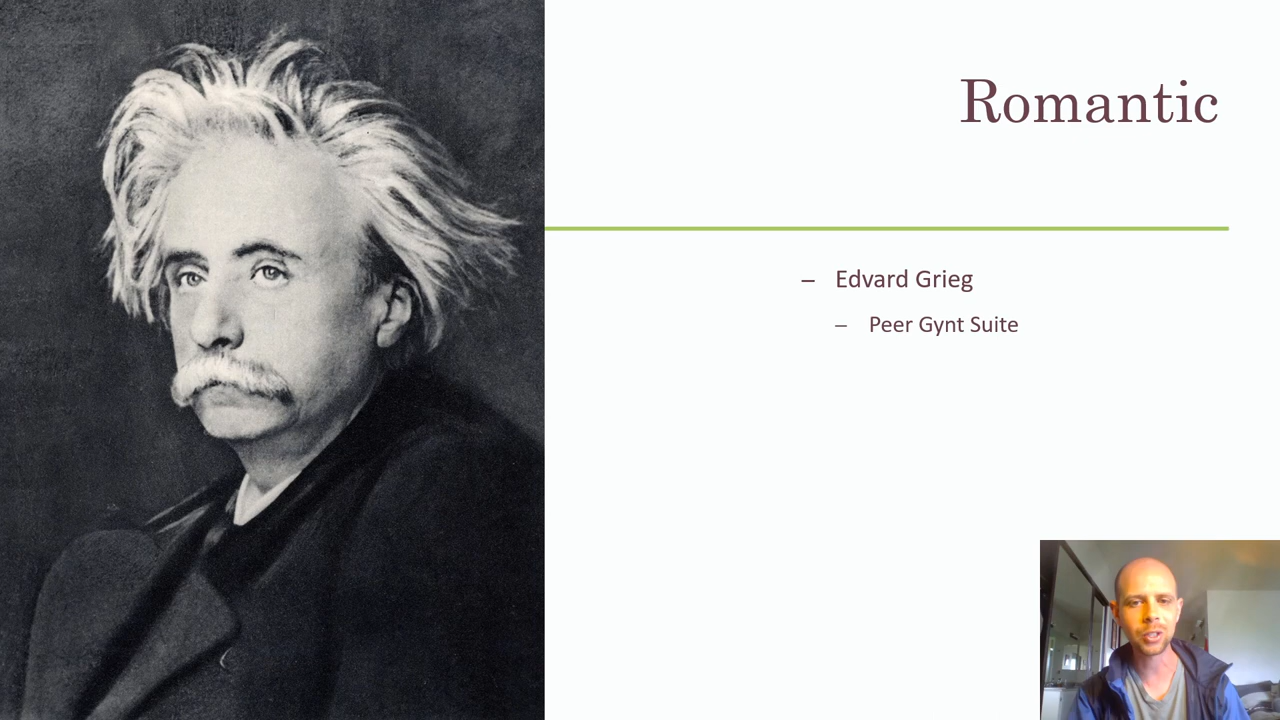 Romantic
– Edvard Grieg
– Peer Gynt Suite